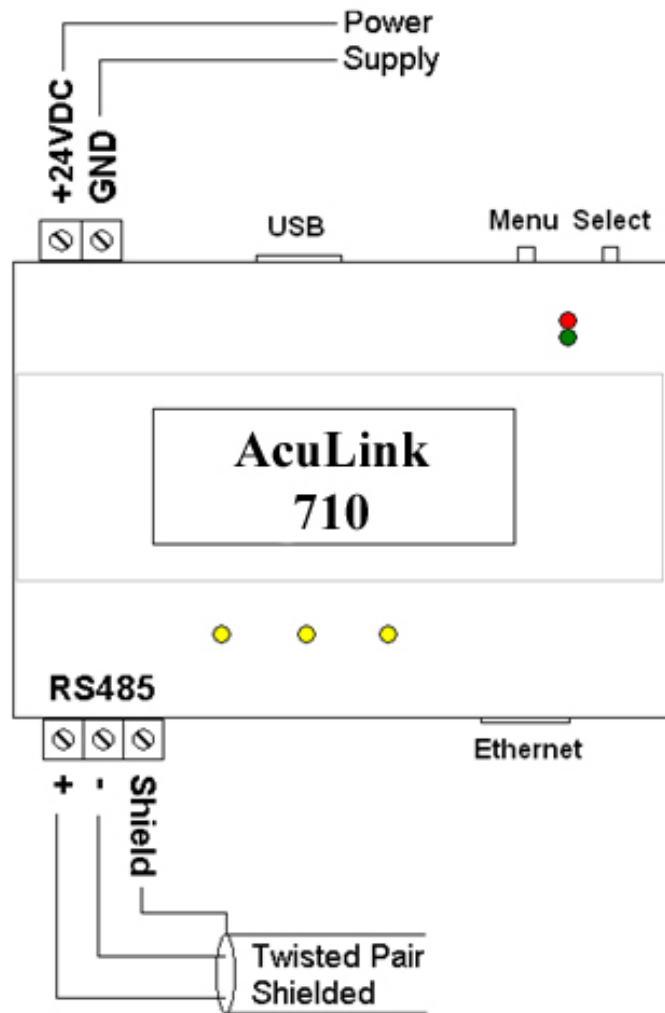 Power
Supply
+24VDC
GND
USB
Menu Select
AcuLink
710
RS485
+ - Shield
Ethernet
Twisted Pair
Shielded